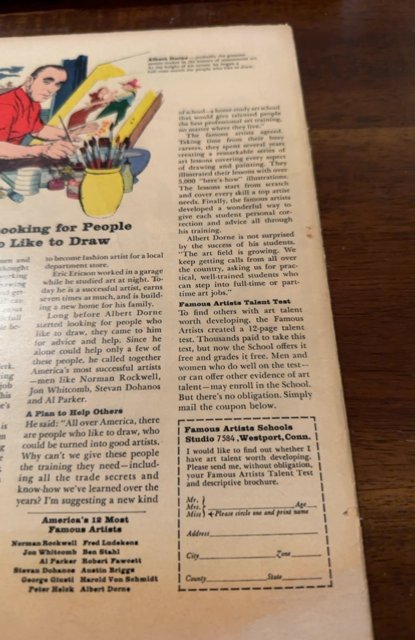 Albert Dorne
ooking for People
o Like to Draw
men and
thought
working
drawing
and get
can
about
full
le be-
job
his
e's
is
in
a
to become fashion artist for a local
department store.
Eric Ericson worked in a garage
while he studied art at night. To-
day he is a successful artist, earns
seven times as much, and is build-
ing a new home for his family.
Long before Albert Dorne
started looking for people who
like to draw, they came to him
for advice and help. Since he
alone could help only a few of
these people, he called together
America's most successful artists
—men like Norman Rockwell,
Jon Whitcomb, Stevan Dohanos
and Al Parker.
A Plan to Help Others
He said: "All over America, there
are people who like to draw, who
could be turned into good artists.
Why can't we give these people
the training they need—includ-
ing all the trade secrets and
know-how we've learned over the
years? I'm suggesting a new kind
America's 12 Most
Famous Artists
Norman Rockwell Fred Ludekens
Jon Whitcomb Ben Stahl
Al Parker Robert Fawcett
Stevan Dohanos Austin Briggs
George Giusti Harold Von Schmidt
Peter Helck Albert Dorne
of school—a home-study art school
that would give talented people
the best professional art training,
no matter where they live."
The famous artists agreed.
Taking time from their busy
careers, they spent several years
creating a remarkable series of
art lessons covering every aspect
of drawing and painting. They
illustrated their lessons with over
5,000 "here's-how" illustrations.
The lessons start from scratch
and cover every skill a top artist
needs. Finally, the famous artists
developed a wonderful way to
give each student personal cor-
rection and advice all through
his training.
Albert Dorne is not surprised
by the success of his students.
"The art field is growing. We
keep getting calls from all over
the country, asking us for prac-
tical, well-trained students who
can step into full-time or part-
time art jobs."
Famous Artists Talent Test
To find others with art talent
worth developing, the Famous
Artists created a 12-page talent
test. Thousands paid to take this
test, but now the School offers it
free and grades it free. Men and
women who do well on the test—
or can offer other evidence of art
talent—may enroll in the School.
But there's no obligation. Simply
mail the coupon below.
Famous Artists Schools
Studio 7584, Westport, Conn.
I would like to find out whether I
have art talent worth developing.
Please send me, without obligation,
your Famous Artists Talent Test
and descriptive brochure.
Mr.
Mrs. Age
Miss Please circle one and print name
Address
City Zone
County State